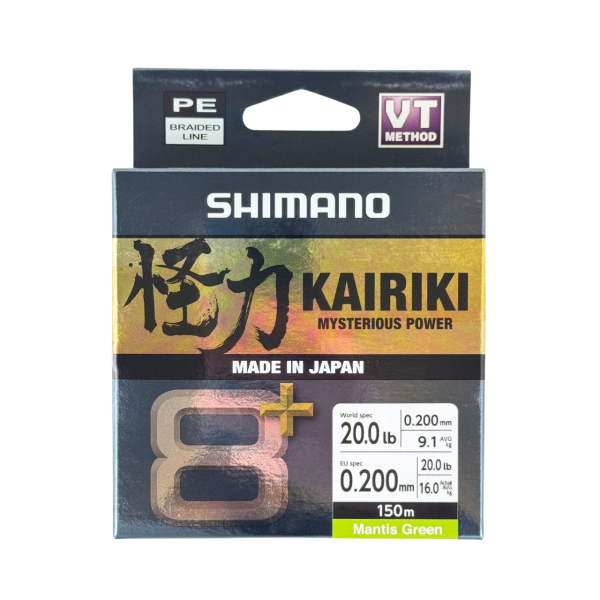 PE
BRAIDED
LINE
VT
METHOD
SHIMANO
怪力 KAIRIKI
MYSTERIOUS POWER
MADE IN JAPAN
8+
World spec
20.0 lb
0.200 mm
9.1 AVG kg
EU spec
0.200 mm
20.0 lb
16.0 Actual AVG kg
150 m
Mantis Green